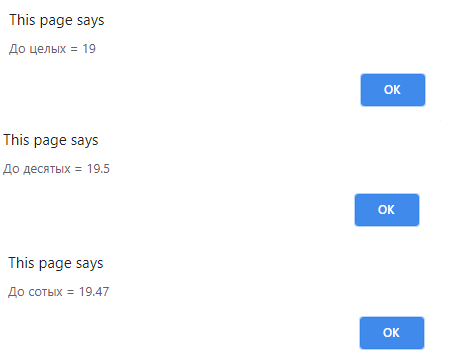 This page says
До целых = 19
OK
This page says
До десятых = 19.5
OK
This page says
До сотых = 19.47
OK